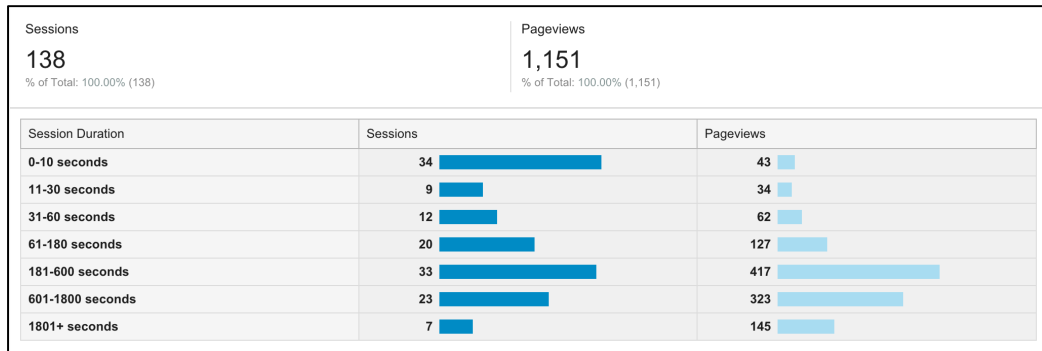 Sessions Pageviews
138 1,151
% of Total: 100.00% (138) % of Total: 100.00% (1,151)
Session Duration Sessions Pageviews
0-10 seconds 34 43
11-30 seconds 9 34
31-60 seconds 12 62
61-180 seconds 20 127
181-600 seconds 33 417
601-1800 seconds 23 323
1801+ seconds 7 145